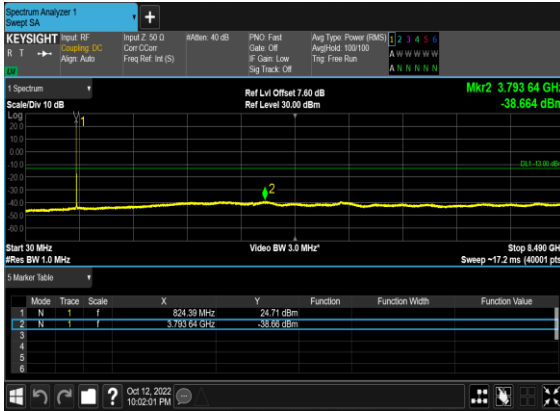 Spectrum Analyzer 1
Swept SA
+
KEYSIGHT
R T
Input: RF
Coupling: DC
Align: Auto
Input Z: 50 Ω
Corr CCorr
Freq Ref: Int (S)
#Atten: 40 dB
PNO: Fast
Gate: Off
IF Gain: Low
Sig Track: Off
Avg Type: Power (RMS)
Avg|Hold: 100/100
Trig: Free Run
1 2 3 4 5 6
A W W W W W
A N N N N N
1 Spectrum
Scale/Div 10 dB
Ref Lvl Offset 7.60 dB
Ref Level 30.00 dBm
Mkr2 3.793 64 GHz
-38.664 dBm
Log
20.0
10.0
0.00
-10.0
-20.0
-30.0
-40.0
-50.0
-60.0
1
2
DL1 -13.00 dBm
Start 30 MHz
#Res BW 1.0 MHz
Video BW 3.0 MHz*
Stop 8.490 GHz
Sweep ~17.2 ms (40001 pts)
5 Marker Table
Mode Trace Scale X Y Function Function Width Function Value
1 N 1 f 824.39 MHz 24.71 dBm
2 N 1 f 3.793 64 GHz -38.66 dBm
3
4
5
6
?
Oct 12, 2022
10:02:01 PM